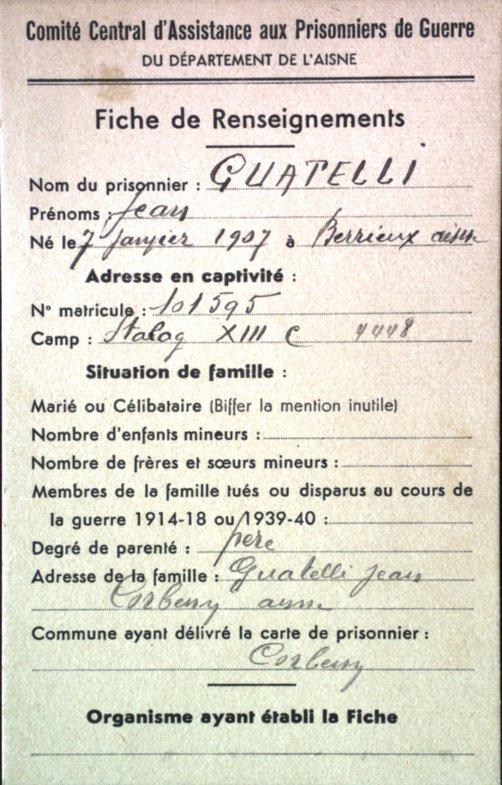 Comité Central d'Assistance aux Prisonniers de Guerre
DU DÉPARTEMENT DE L'AISNE
Fiche de Renseignements
Nom du prisonnier : GUATELLI
Prénoms : Jean
Né le 7 Janvier 1907 à Berrieux aisne
Adresse en captivité :
N° matricule : 101595
Camp : Stalag XIII C 4448
Situation de famille :
Marié ou Célibataire (Biffer la mention inutile)
Nombre d'enfants mineurs :
Nombre de frères et sœurs mineurs :
Membres de la famille tués ou disparus au cours de
la guerre 1914-18 ou 1939-40 :
Degré de parenté : père
Adresse de la famille : Guatelli jean
Corbeny aisne
Commune ayant délivré la carte de prisonnier :
Corbeny
Organisme ayant établi la Fiche